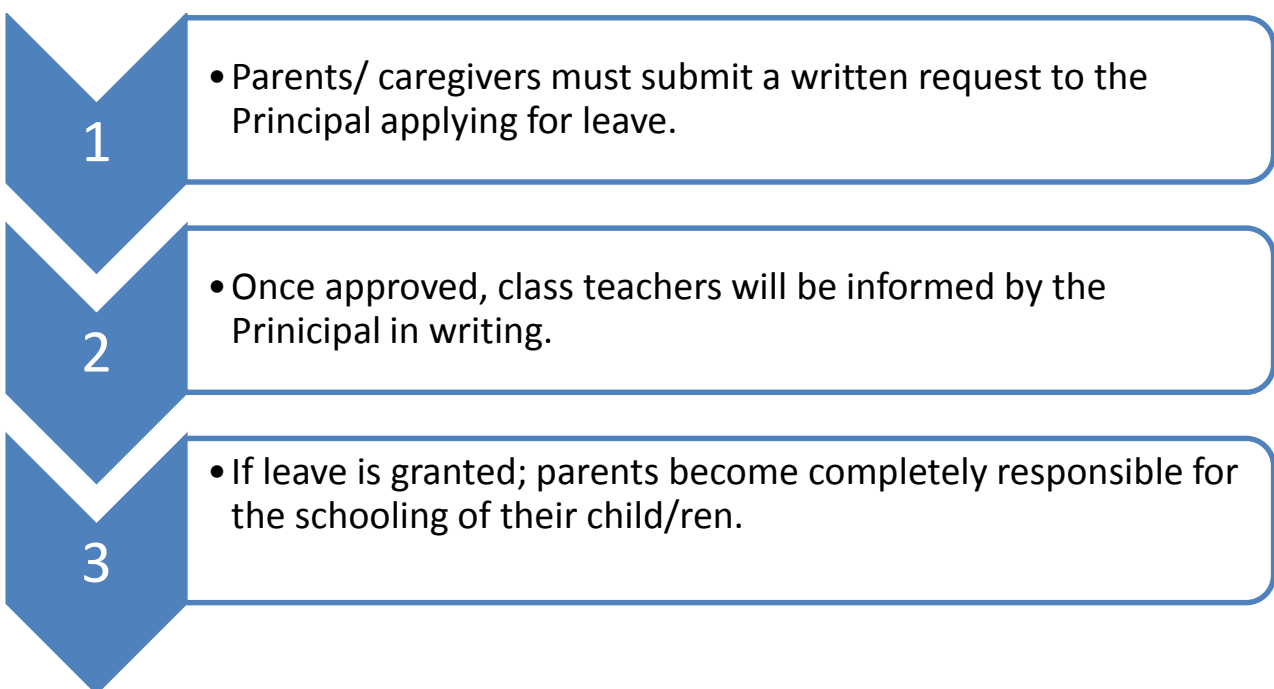 1
•Parents/ caregivers must submit a written request to the
Principal applying for leave.
2
•Once approved, class teachers will be informed by the
Prinicipal in writing.
3
•If leave is granted; parents become completely responsible for
the schooling of their child/ren.